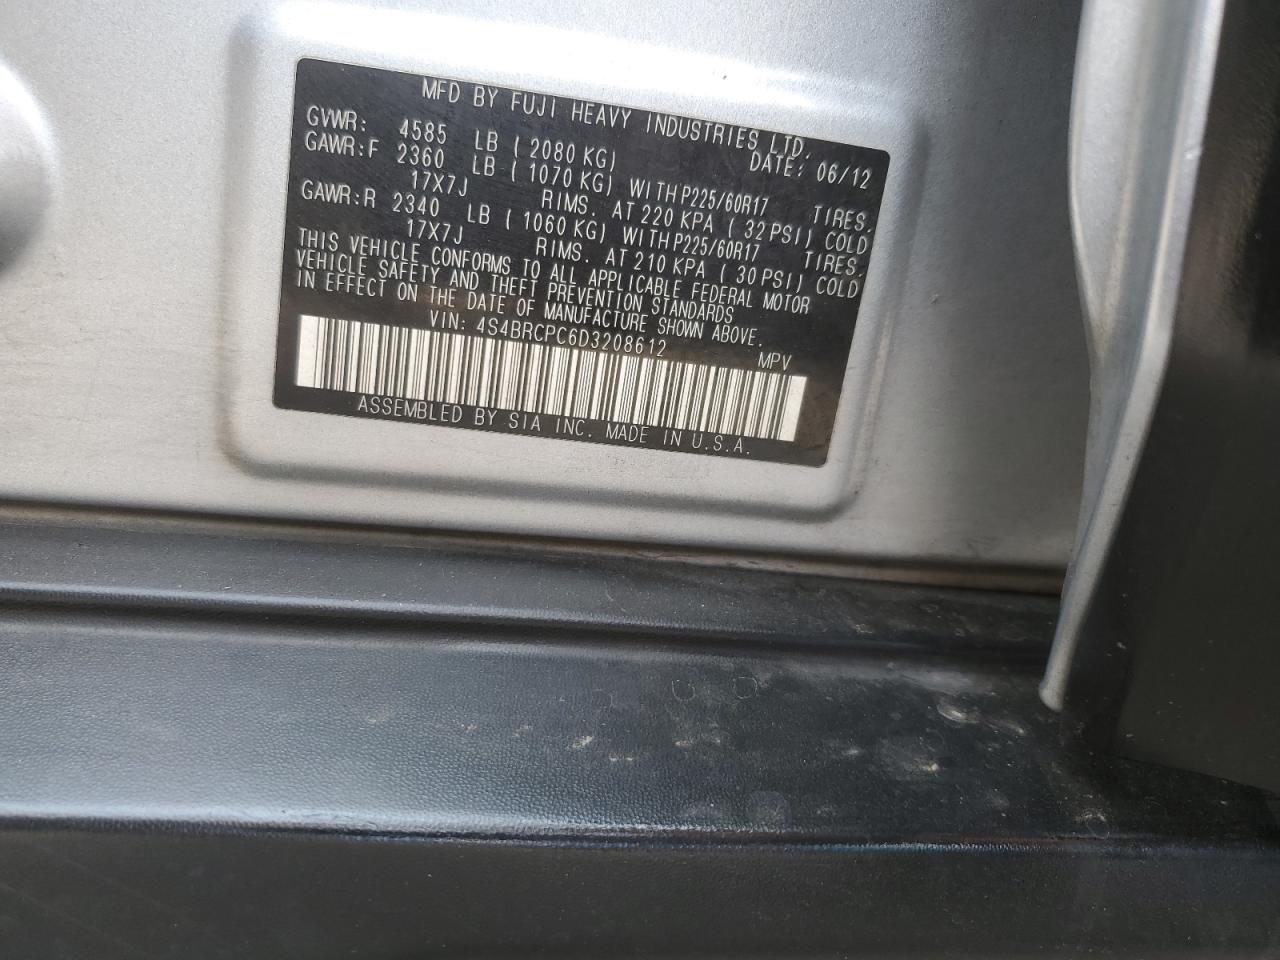 MFD BY FUJI HEAVY INDUSTRIES LTD.
DATE: 06/12
GVWR: 4585 LB ( 2080 KG)
GAWR:F 2360 LB ( 1070 KG) WITH P225/60R17 TIRES,
17X7J RIMS. AT 220 KPA ( 32 PSI) COLD
GAWR:R 2340 LB ( 1060 KG) WITH P225/60R17 TIRES,
17X7J RIMS. AT 210 KPA ( 30 PSI) COLD
THIS VEHICLE CONFORMS TO ALL APPLICABLE FEDERAL MOTOR
VEHICLE SAFETY AND THEFT PREVENTION STANDARDS
IN EFFECT ON THE DATE OF MANUFACTURE SHOWN ABOVE.
VIN: 4S4BRCPC6D3208612 MPV
ASSEMBLED BY SIA INC. MADE IN U.S.A.